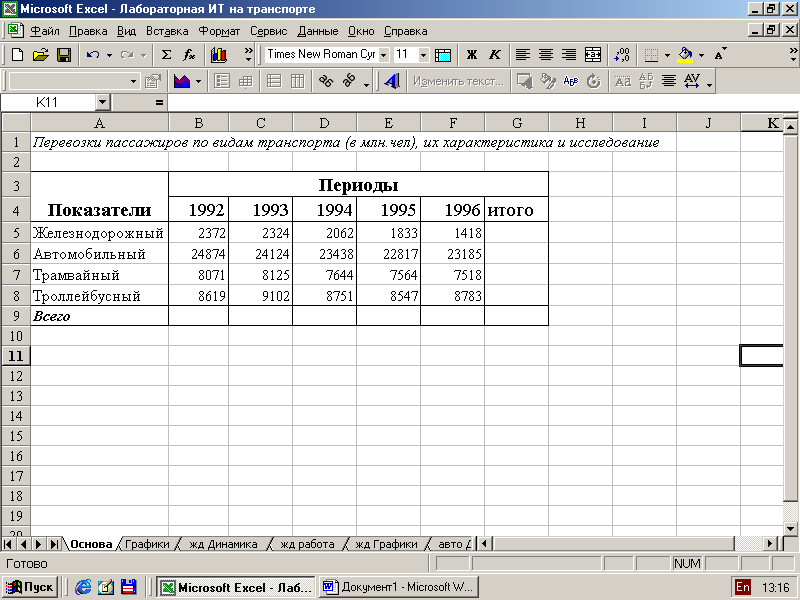 Microsoft Excel - Лабораторная ИТ на транспорте
Файл Правка Вид Вставка Формат Сервис Данные Окно Справка
Times New Roman Cyr 11 Ж К
Изменить текст...
K11 =
A B C D E F G H I J K
1 Перевозки пассажиров по видам транспорта (в млн.чел), их характеристика и исследование
2
3 Периоды
4 Показатели 1992 1993 1994 1995 1996 итого
5 Железнодорожный 2372 2324 2062 1833 1418
6 Автомобильный 24874 24124 23438 22817 23185
7 Трамвайный 8071 8125 7644 7564 7518
8 Троллейбусный 8619 9102 8751 8547 8783
9 Всего
10
11
12
13
14
15
16
17
18
19
20
Основа Графики жд Динамика жд работа жд Графики авто
Готово NUM
Пуск Microsoft Excel - Лаб... Документ1 - Microsoft W... En 13:16